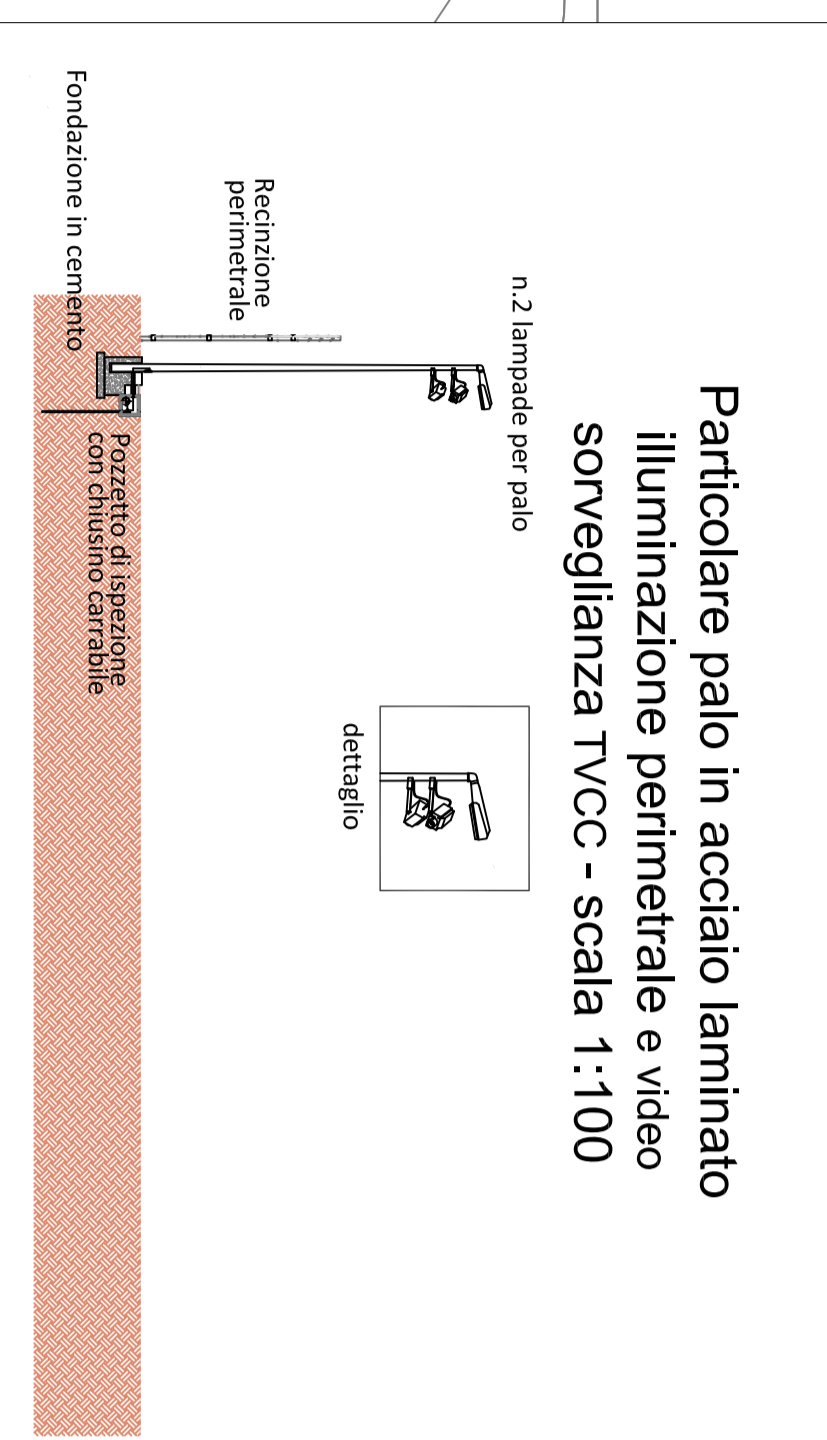 Particolare palo in acciaio laminato
illuminazione perimetrale e video
sorveglianza TVCC - scala 1:100
n.2 lampade per palo
dettaglio
Recinzione
perimetrale
Pozzetto di ispezione
con chiusino carrabile
Fondazione in cemento